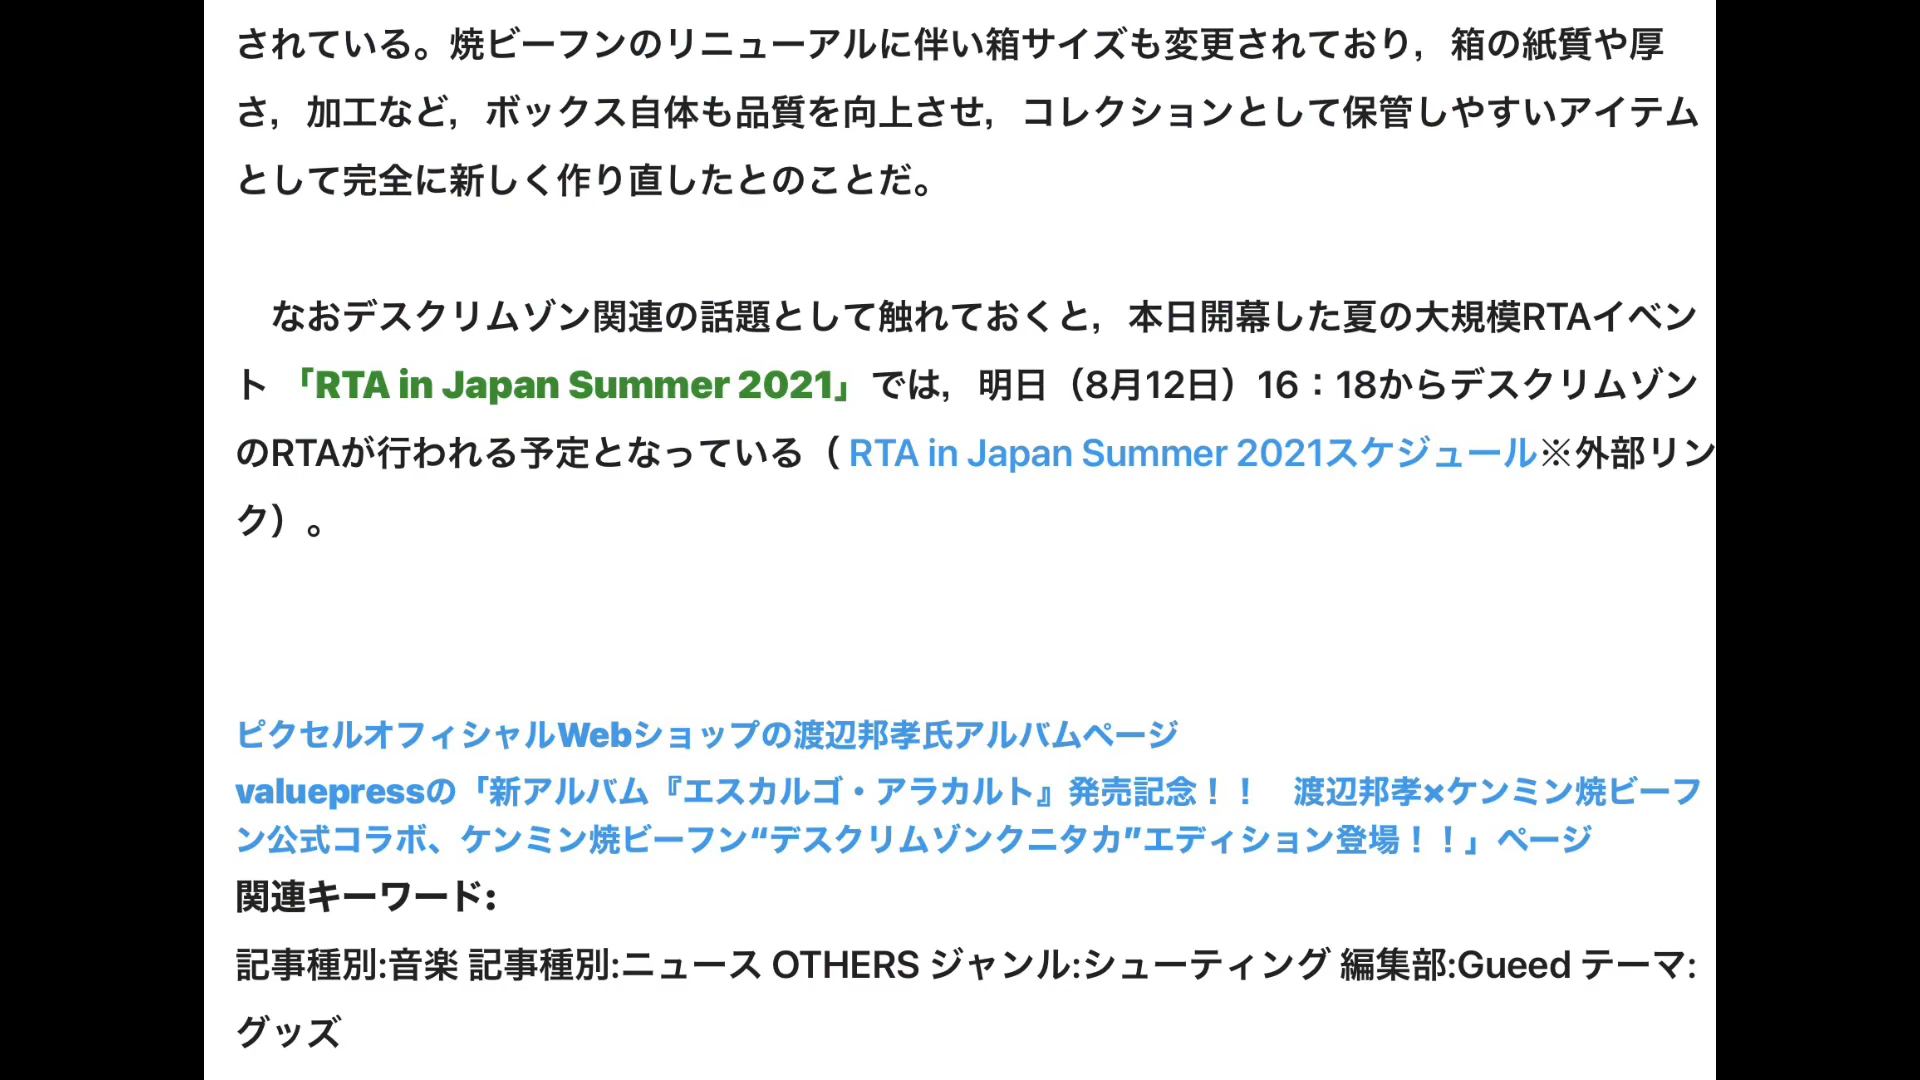 されている。焼ビーフンのリニューアルに伴い箱サイズも変更されており，箱の紙質や厚
さ，加工など，ボックス自体も品質を向上させ，コレクションとして保管しやすいアイテム
として完全に新しく作り直したとのことだ。
なおデスクリムゾン関連の話題として触れておくと，本日開幕した夏の大規模RTAイベン
ト「RTA in Japan Summer 2021」では，明日（8月12日）16：18からデスクリムゾン
のRTAが行われる予定となっている（ RTA in Japan Summer 2021スケジュール※外部リン
ク）。
ピクセルオフィシャルWebショップの渡辺邦孝氏アルバムページ
valuepressの「新アルバム『エスカルゴ・アラカルト』発売記念！！　渡辺邦孝×ケンミン焼ビーフ
ン公式コラボ、ケンミン焼ビーフン“デスクリムゾンクニタカ”エディション登場！！」ページ
関連キーワード:
記事種別:音楽 記事種別:ニュース OTHERS ジャンル:シューティング 編集部:Gueed テーマ:
グッズ